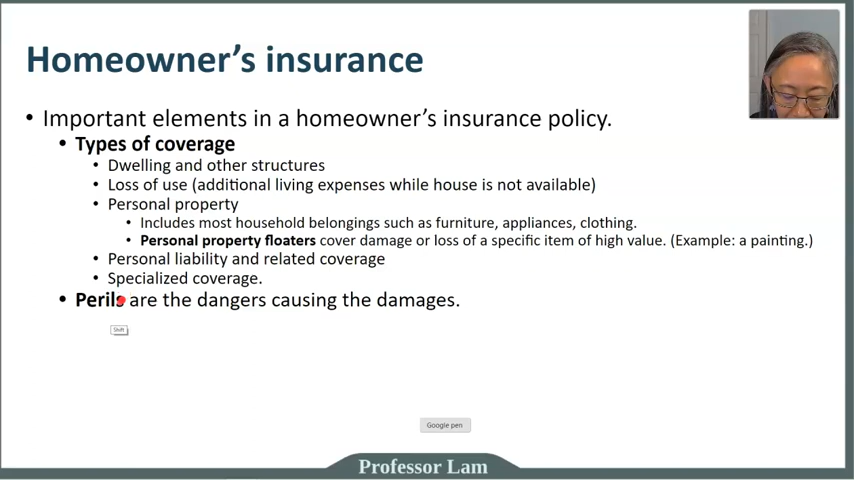 Homeowner’s insurance
• Important elements in a homeowner’s insurance policy.
• Types of coverage
• Dwelling and other structures
• Loss of use (additional living expenses while house is not available)
• Personal property
• Includes most household belongings such as furniture, appliances, clothing.
• Personal property floaters cover damage or loss of a specific item of high value. (Example: a painting.)
• Personal liability and related coverage
• Specialized coverage.
• Perils are the dangers causing the damages.
Shift
Google pen
Professor Lam